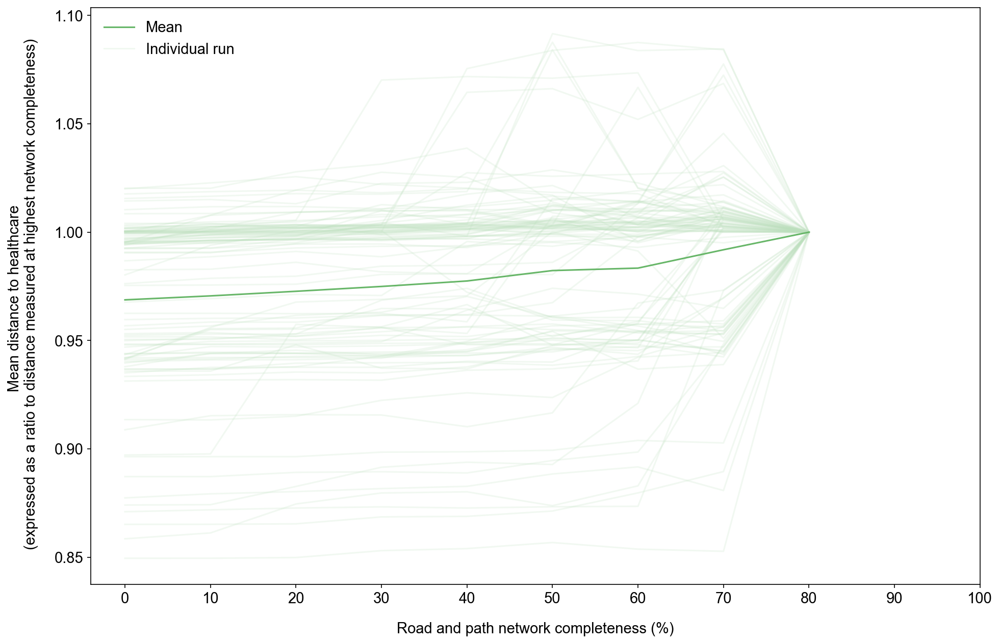 Mean
Individual run
Mean distance to healthcare
(expressed as a ratio to distance measured at highest network completeness)
1.10
1.05
1.00
0.95
0.90
0.85
0 10 20 30 40 50 60 70 80 90 100
Road and path network completeness (%)